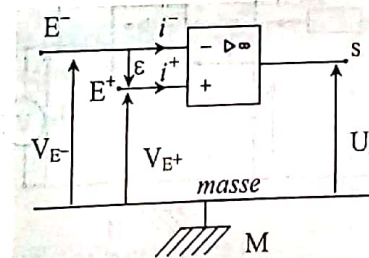 E⁻
i⁻
- ▷∞
s
ε
E⁺
i⁺
+
V_E-
V_E+
U
masse
M